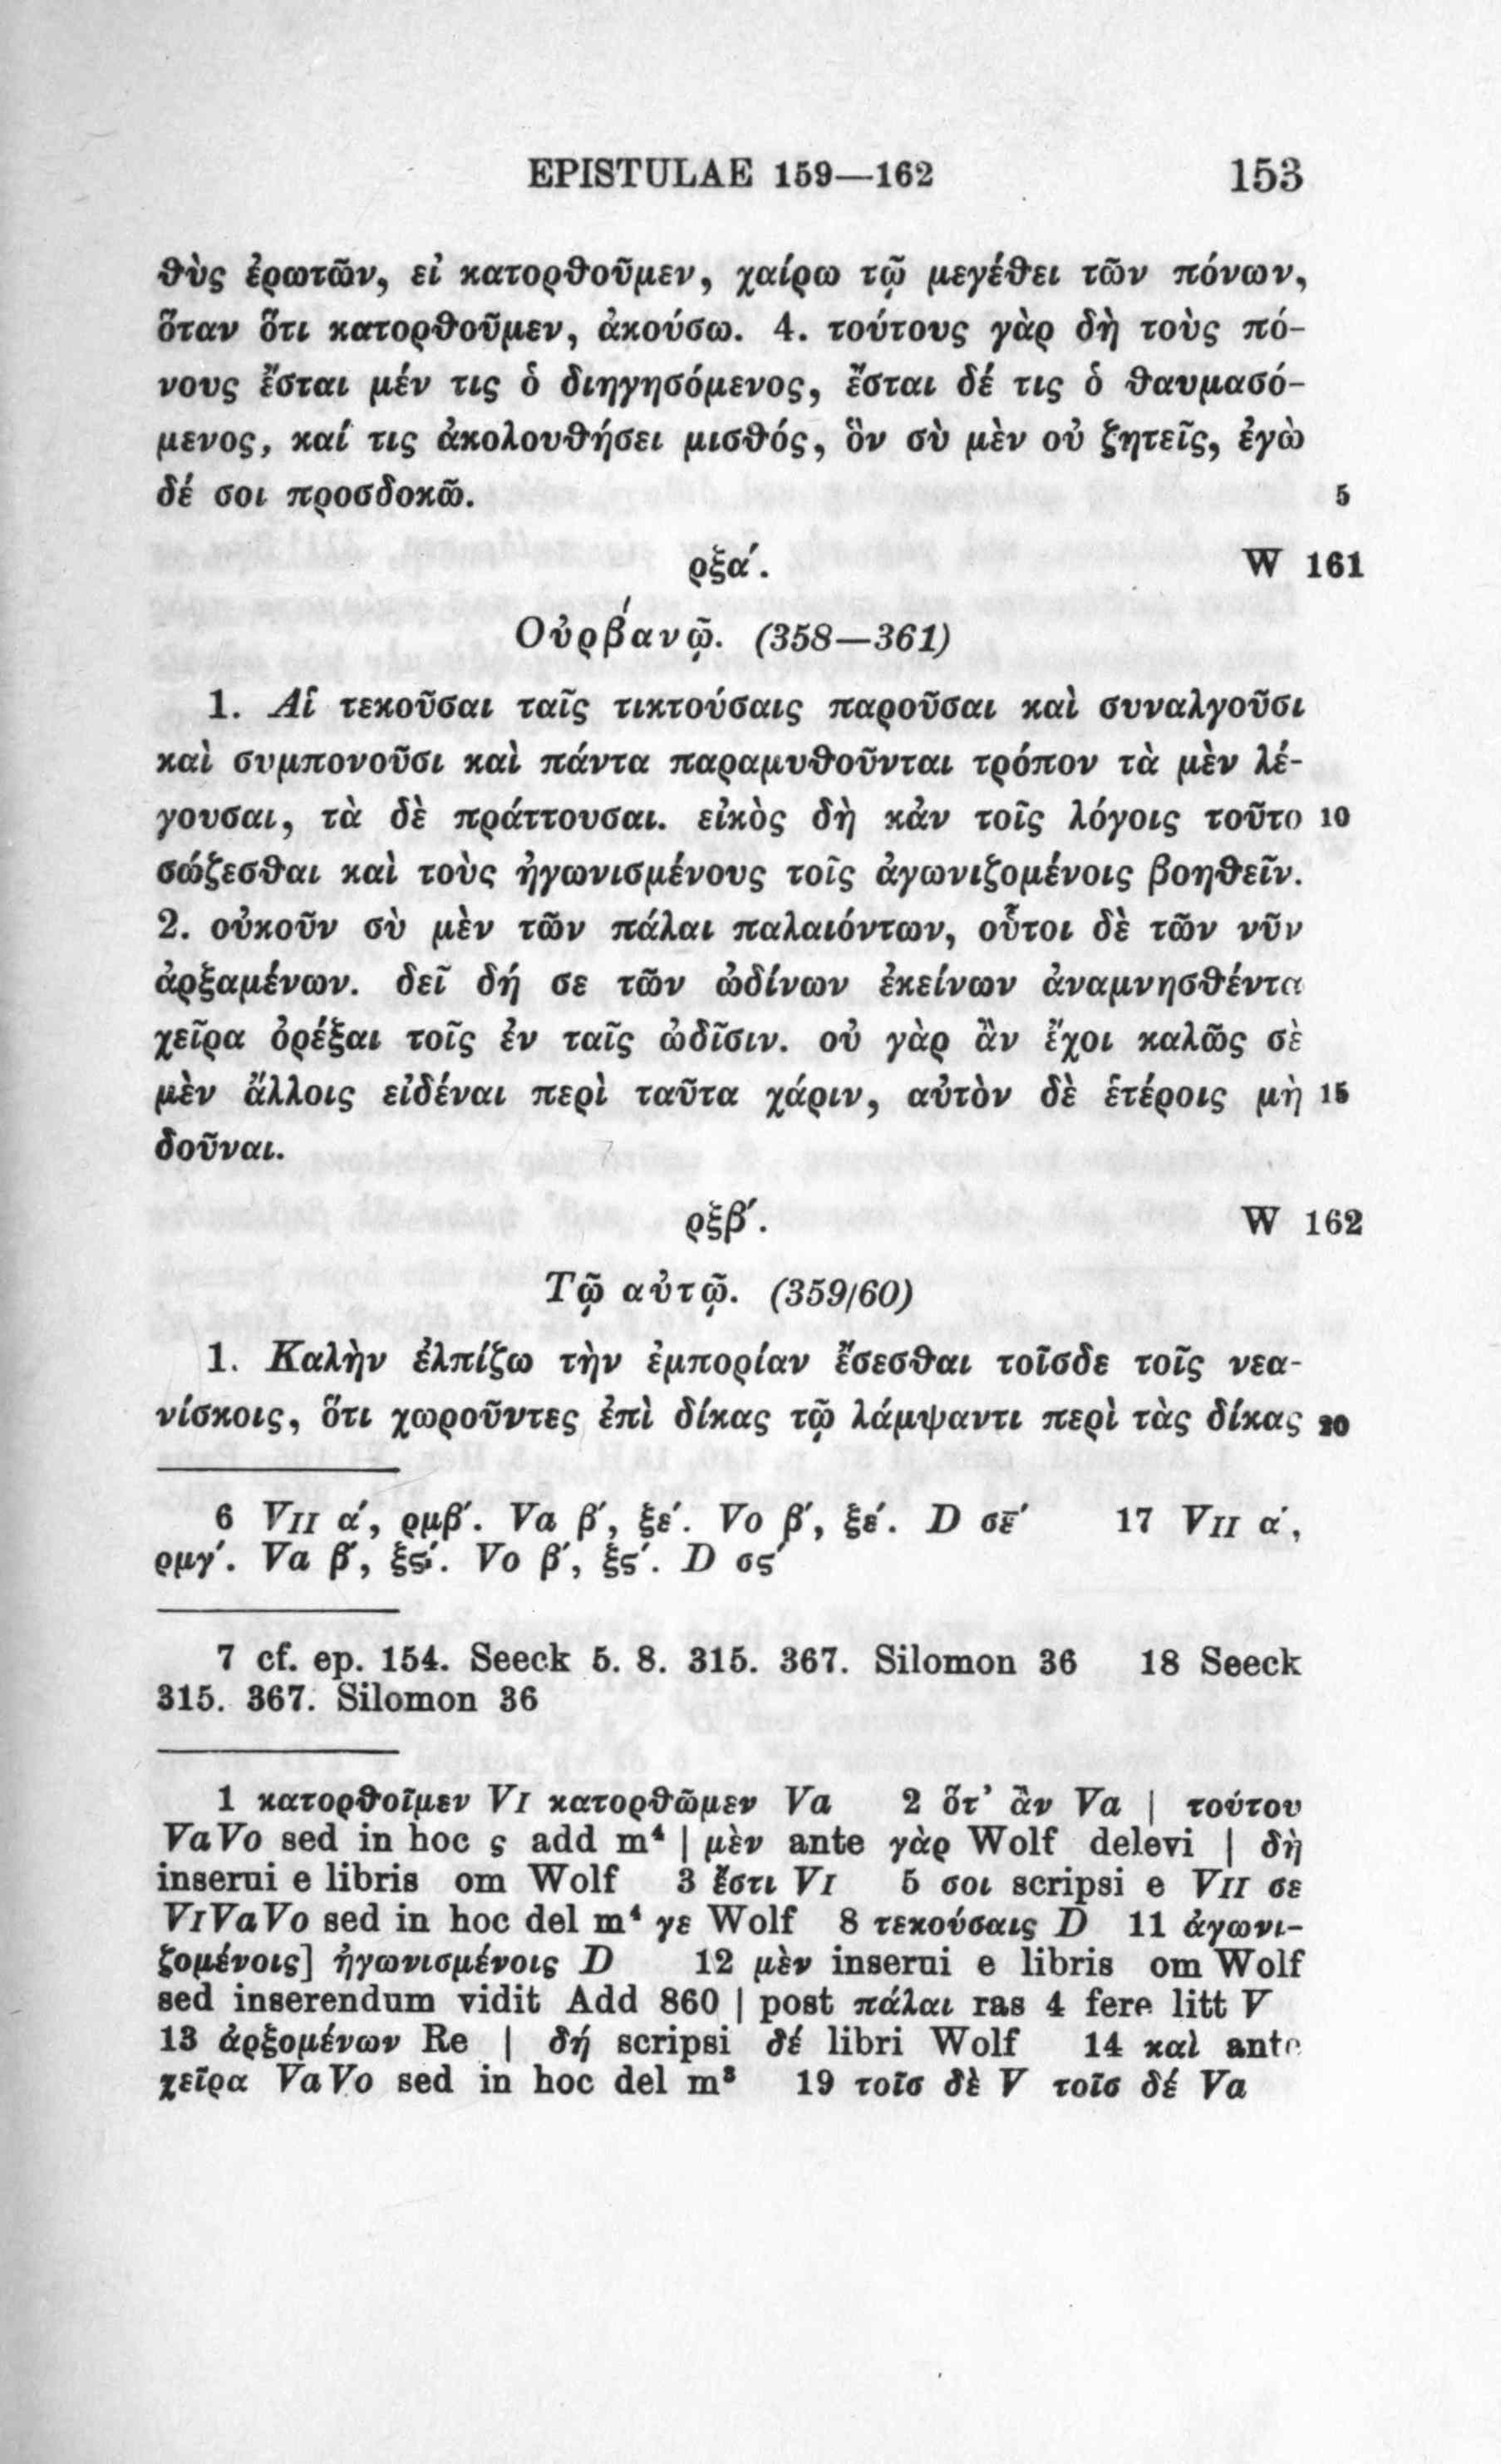 EPISTULAE 159—162 153
θὺς ἐρωτῶν, εἰ κατορθοῦμεν, χαίρω τῷ μεγέθει τῶν πόνων,
ὅταν ὅτι κατορθοῦμεν, ἀκούσω. 4. τούτους γὰρ δὴ τοὺς πό-
νους ἔσται μέν τις ὁ διηγησόμενος, ἔσται δέ τις ὁ θαυμασό-
μενος, καί τις ἀκολουθήσει μισθός, ὃν σὺ μὲν οὐ ζητεῖς, ἐγὼ
δέ σοι προσδοκῶ. 5
ρξα΄. W 161
Οὐρβανῷ. (358—361)
1. Αἱ τεκοῦσαι ταῖς τικτούσαις παροῦσαι καὶ συναλγοῦσι
καὶ συμπονοῦσι καὶ πάντα παραμυθοῦνται τρόπον τὰ μὲν λέ-
γουσαι, τὰ δὲ πράττουσαι. εἰκὸς δὴ κἀν τοῖς λόγοις τοῦτο 10
σώζεσθαι καὶ τοὺς ἠγωνισμένους τοῖς ἀγωνιζομένοις βοηθεῖν.
2. οὐκοῦν σὺ μὲν τῶν πάλαι παλαιόντων, οὗτοι δὲ τῶν νῦν
ἀρξαμένων. δεῖ δή σε τῶν ὠδίνων ἐκείνων ἀναμνησθέντα
χεῖρα ὀρέξαι τοῖς ἐν ταῖς ὠδῖσιν. οὐ γὰρ ἂν ἔχοι καλῶς σὲ
μὲν ἄλλοις εἰδέναι περὶ ταῦτα χάριν, αὐτὸν δὲ ἑτέροις μὴ 15
δοῦναι.
ρξβ΄. W 162
Τῷ αὐτῷ. (359/60)
1. Καλὴν ἐλπίζω τὴν ἐμπορίαν ἔσεσθαι τοῖσδε τοῖς νεα-
νίσκοις, ὅτι χωροῦντες ἐπὶ δίκας τῷ λάμψαντι περὶ τὰς δίκας 20
6 VII α΄, ρμβ΄. Va β΄, ξε΄. Vo β΄, ξε΄. D σε΄ 17 VII α΄,
ρμγ΄. Va β΄, ξς΄. Vo β΄, ξς΄. D σς΄
7 cf. ep. 154. Seeck 5. 8. 315. 367. Silomon 36 18 Seeck
315. 367. Silomon 36
1 κατορθοῖμεν VI κατορθῶμεν Va 2 ὅτ᾽ ἂν Va | τούτου
VaVo sed in hoc ς add m⁴ | μὲν ante γὰρ Wolf delevi | δὴ
inserui e libris om Wolf 3 ἔστι VI 5 σοι scripsi e VII σε
VIVaVo sed in hoc del m⁴ γε Wolf 8 τεκούσαις D 11 ἀγωνι-
ζομένοις] ἠγωνισμένοις D 12 μὲν inserui e libris om Wolf
sed inserendum vidit Add 860 | post πάλαι ras 4 fere litt V
13 ἀρξομένων Re | δή scripsi δέ libri Wolf 14 καὶ ante
χεῖρα VaVo sed in hoc del m³ 19 τοῖσ δὲ V τοῖσ δέ Va